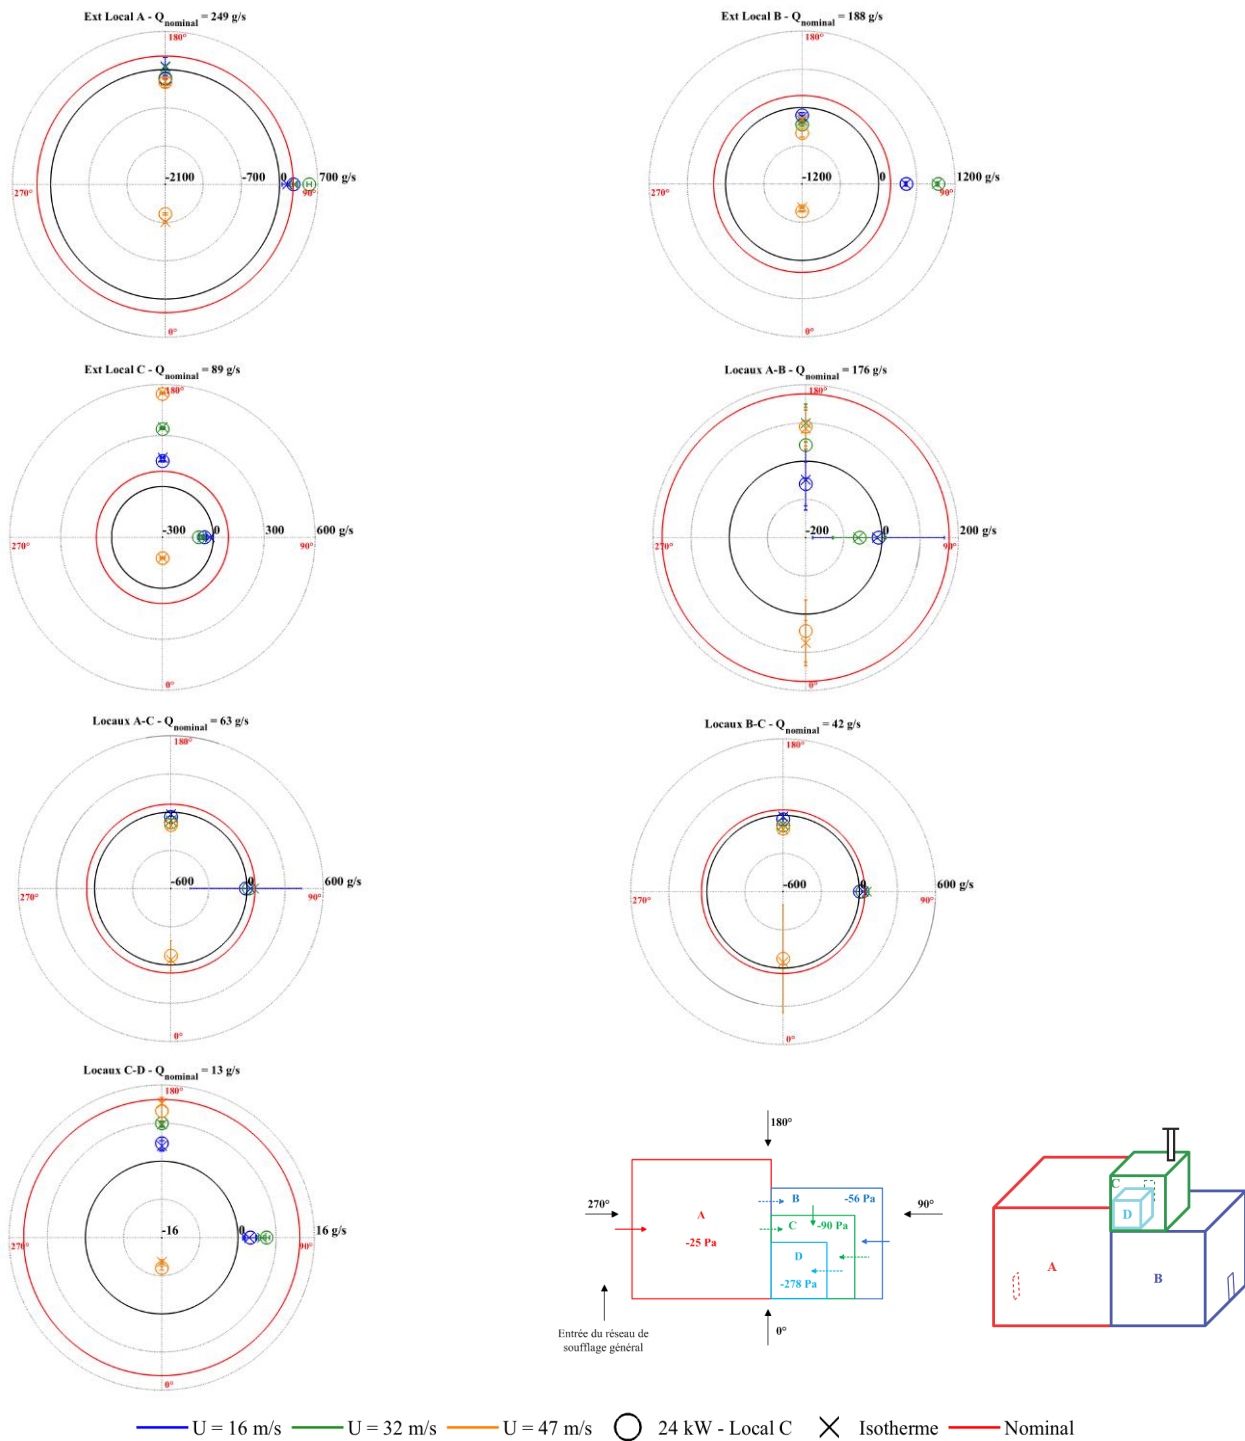 Ext Local A - Qnominal = 249 g/s
180°
-2100 -700 0 700 g/s
270° 90°
0°
Ext Local B - Qnominal = 188 g/s
180°
-1200 0 1200 g/s
270° 90°
0°
Ext Local C - Qnominal = 89 g/s
180°
-300 0 300 600 g/s
270° 90°
0°
Locaux A-B - Qnominal = 176 g/s
180°
-200 0 200 g/s
270° 90°
0°
Locaux A-C - Qnominal = 63 g/s
180°
-600 0 600 g/s
270° 90°
0°
Locaux B-C - Qnominal = 42 g/s
180°
-600 0 600 g/s
270° 90°
0°
Locaux C-D - Qnominal = 13 g/s
180°
-16 0 16 g/s
270° 90°
0°
180°
270°
90°
B -56 Pa
A
C -90 Pa
-25 Pa
D
-278 Pa
Entrée du réseau de
soufflage général
0°
C
D
A
B
U = 16 m/s U = 32 m/s U = 47 m/s 24 kW - Local C Isotherme Nominal